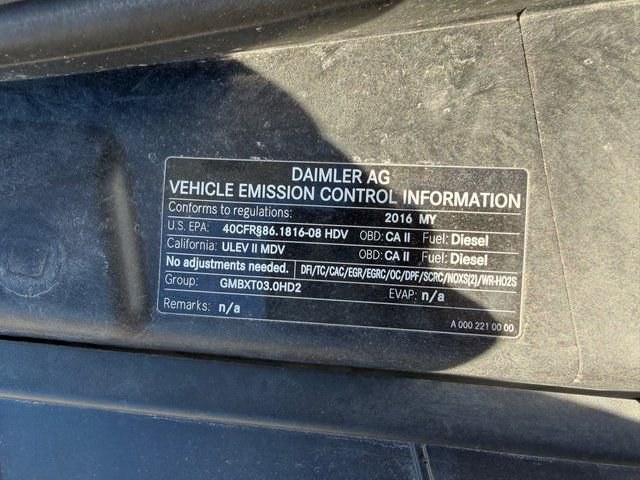 DAIMLER AG
VEHICLE EMISSION CONTROL INFORMATION
Conforms to regulations: 2016 MY
U.S. EPA: 40CFR§86.1816-08 HDV OBD: CA II Fuel: Diesel
California: ULEV II MDV OBD: CA II Fuel: Diesel
No adjustments needed. DFI/TC/CAC/EGR/EGRC/OC/DPF/SCRC/NOXS(2)/WR-HO2S
Group: GMBXT03.0HD2 EVAP: n/a
Remarks: n/a
A 000 221 00 00